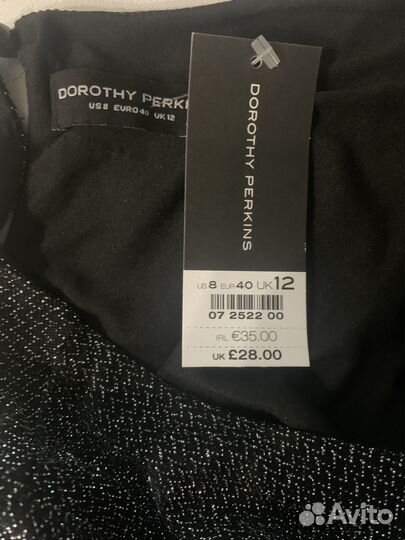 DOROTHY PERKINS
US 8 EURO 40 UK 12
DOROTHY PERKINS
US 8 EUR 40 UK 12
07 2522 00
IRL €35.00
UK £28.00
Avito